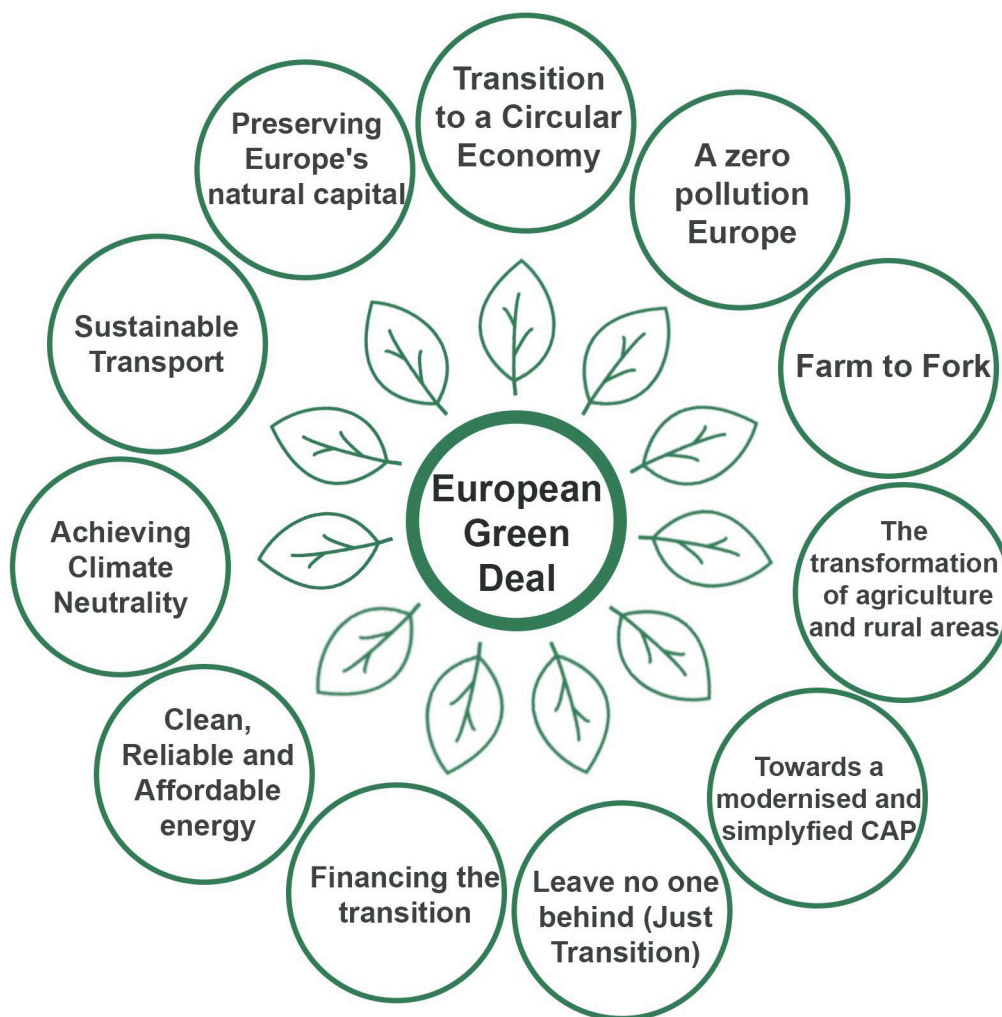 Transition
to a Circular
Economy
A zero
pollution
Europe
Farm to Fork
The
transformation
of agriculture
and rural areas
Towards a
modernised and
simplyfied CAP
Leave no one
behind (Just
Transition)
Financing the
transition
Clean,
Reliable and
Affordable
energy
Achieving
Climate
Neutrality
Sustainable
Transport
Preserving
Europe's
natural capital
European
Green
Deal